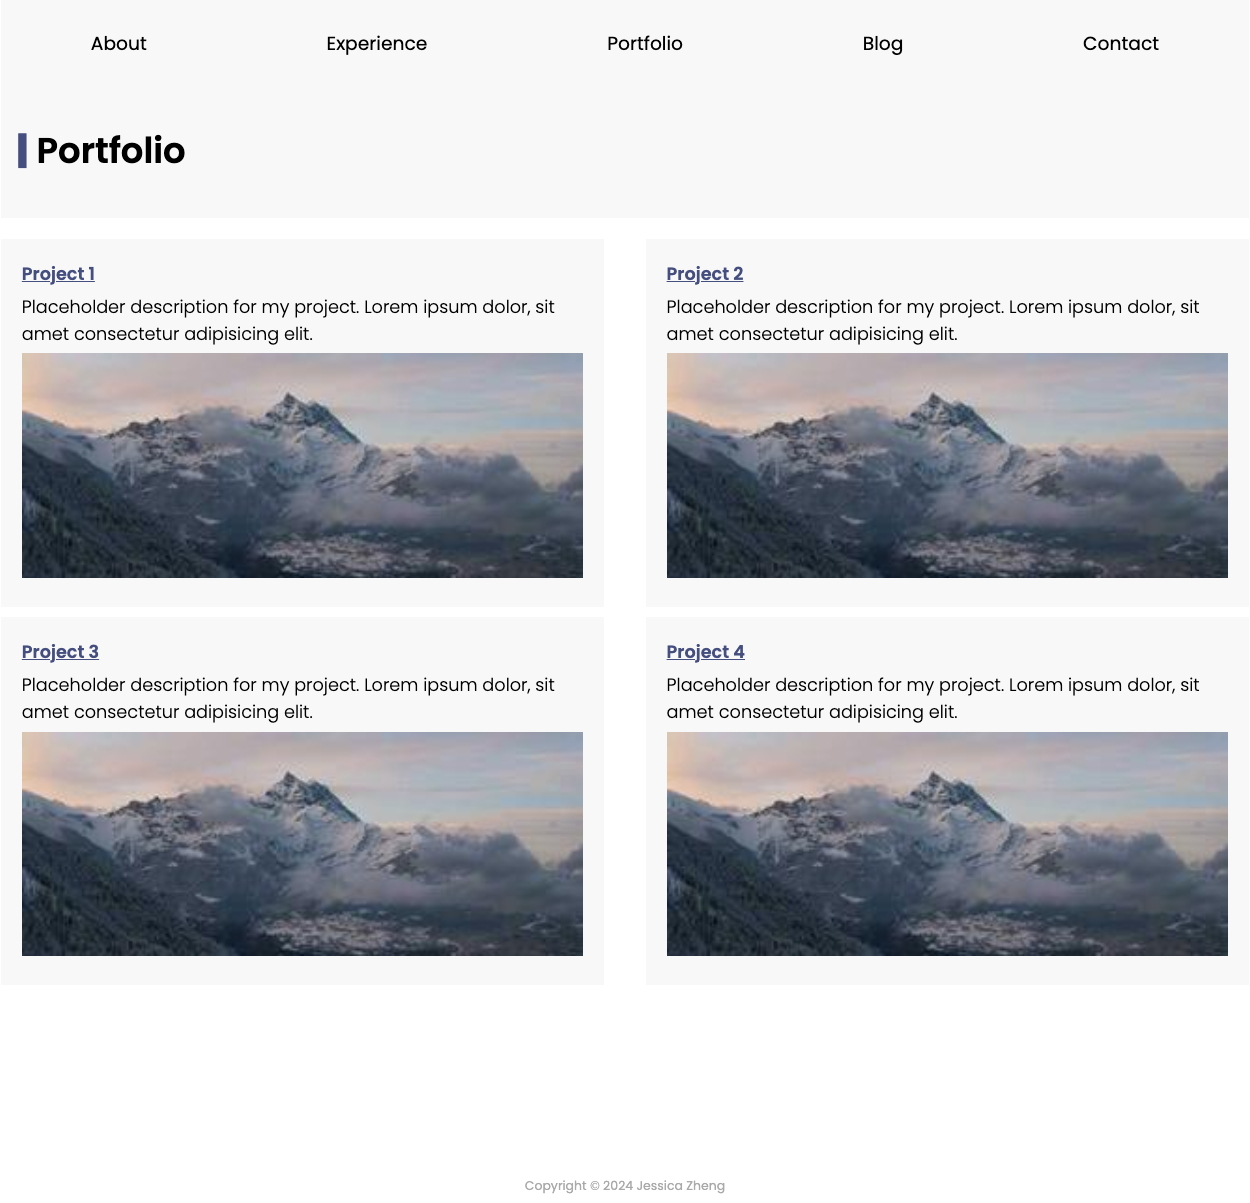 About Experience Portfolio Blog Contact
Portfolio
Project 1
Placeholder description for my project. Lorem ipsum dolor, sit
amet consectetur adipisicing elit.
Project 2
Placeholder description for my project. Lorem ipsum dolor, sit
amet consectetur adipisicing elit.
Project 3
Placeholder description for my project. Lorem ipsum dolor, sit
amet consectetur adipisicing elit.
Project 4
Placeholder description for my project. Lorem ipsum dolor, sit
amet consectetur adipisicing elit.
Copyright © 2024 Jessica Zheng